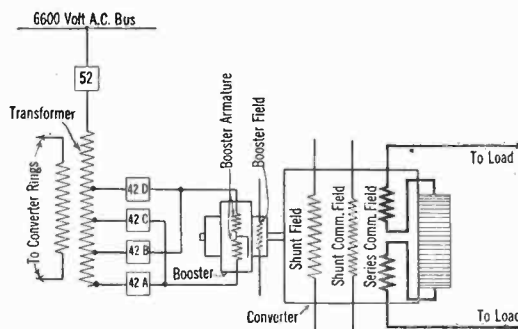 6600 Volt A.C. Bus
52
Transformer
To Converter Rings
42 D
42 C
42 B
42 A
Booster Armature
Booster Field
Booster
Shunt Field
Shunt Comm. Field
Series Comm. Field
Converter
To Load
To Load